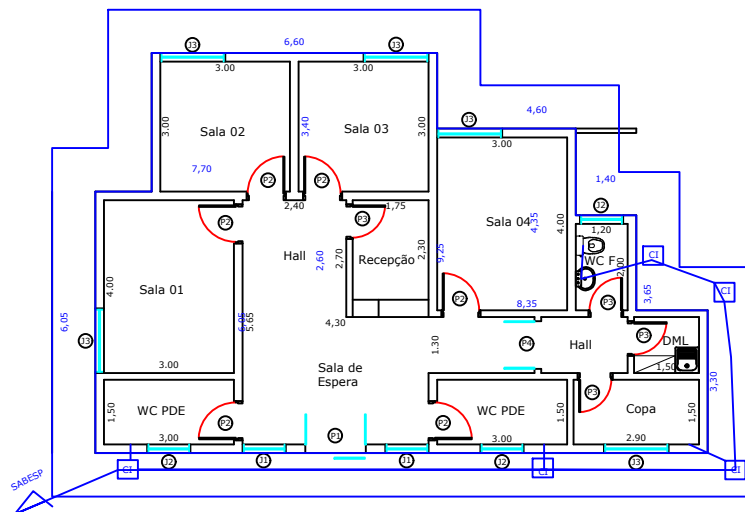 6,60
J3
J3
3.00
3.00
4,60
J3
3.00
3.00
Sala 02
3,40
Sala 03
3.00
7,70
P2
P2
1,40
J2
2,40
1,75
P3
P2
1,20
Sala 04
4,35
4.00
Hall
2,60
2,70
Recepção
2,30
9,25
WC F
2,00
CI
CI
4.00
Sala 01
P2
8,35
P3
3,65
6,05
6,05
5.65
4,30
1.30
J3
P4
Hall
P3
DML
3.00
Sala de
Espera
1,50
3,30
1,50
WC PDE
P2
3,00
P1
P2
WC PDE
3.00
1.50
P3
Copa
2.90
1,50
J2
J1
J1
J2
J3
SABESP
CI
CI
CI